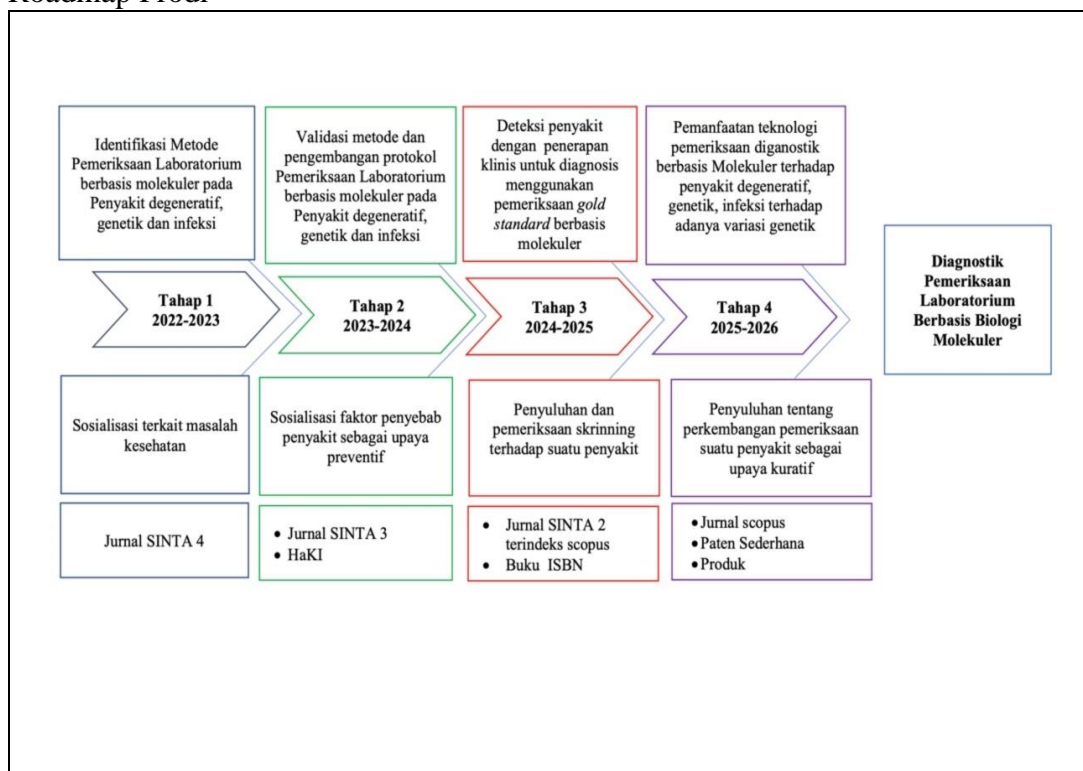 Roadmap Prodi
Identifikasi Metode
Pemeriksaan Laboratorium
berbasis molekuler pada
Penyakit degeneratif,
genetik dan infeksi
Validasi metode dan
pengembangan protokol
Pemeriksaan Laboratorium
berbasis molekuler pada
Penyakit degeneratif,
genetik dan infeksi
Deteksi penyakit
dengan penerapan
klinis untuk diagnosis
menggunakan
pemeriksaan gold
standard berbasis
molekuler
Pemanfaatan teknologi
pemeriksaan diganostik
berbasis Molekuler terhadap
penyakit degeneratif,
genetik, infeksi terhadap
adanya variasi genetik
Tahap 1
2022-2023
Tahap 2
2023-2024
Tahap 3
2024-2025
Tahap 4
2025-2026
Diagnostik
Pemeriksaan
Laboratorium
Berbasis Biologi
Molekuler
Sosialisasi terkait masalah
kesehatan
Sosialisasi faktor penyebab
penyakit sebagai upaya
preventif
Penyuluhan dan
pemeriksaan skrinning
terhadap suatu penyakit
Penyuluhan tentang
perkembangan pemeriksaan
suatu penyakit sebagai
upaya kuratif
Jurnal SINTA 4
• Jurnal SINTA 3
• HaKI
• Jurnal SINTA 2
terindeks scopus
• Buku ISBN
• Jurnal scopus
• Paten Sederhana
• Produk